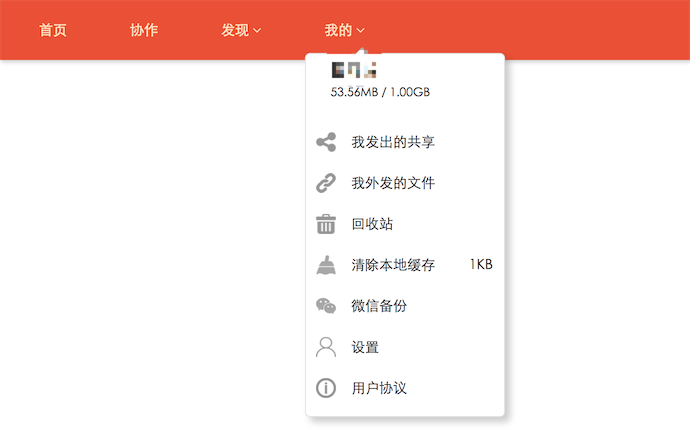 首页 协作 发现 我的
53.56MB / 1.00GB
我发出的共享
我外发的文件
回收站
清除本地缓存 1KB
微信备份
设置
用户协议